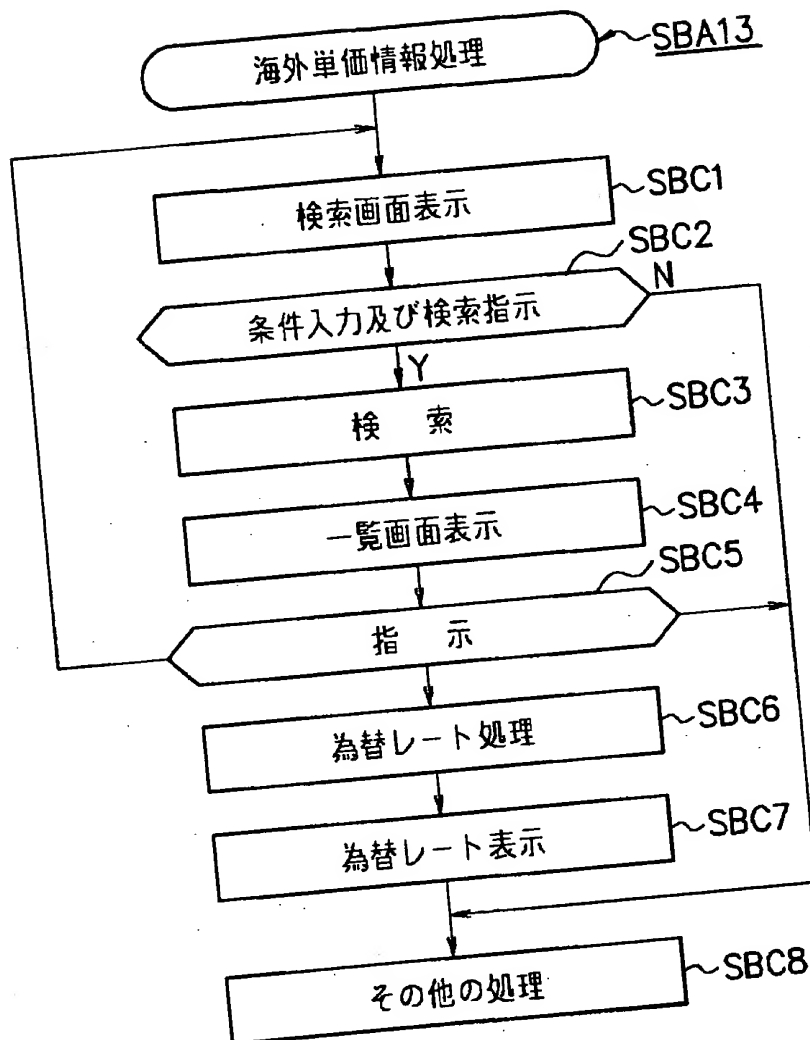 海外単価情報処理
SBA13
検索画面表示
SBC1
SBC2
条件入力及び検索指示
N
Y
検 索
SBC3
一覧画面表示
SBC4
SBC5
指 示
為替レート処理
SBC6
為替レート表示
SBC7
その他の処理
SBC8